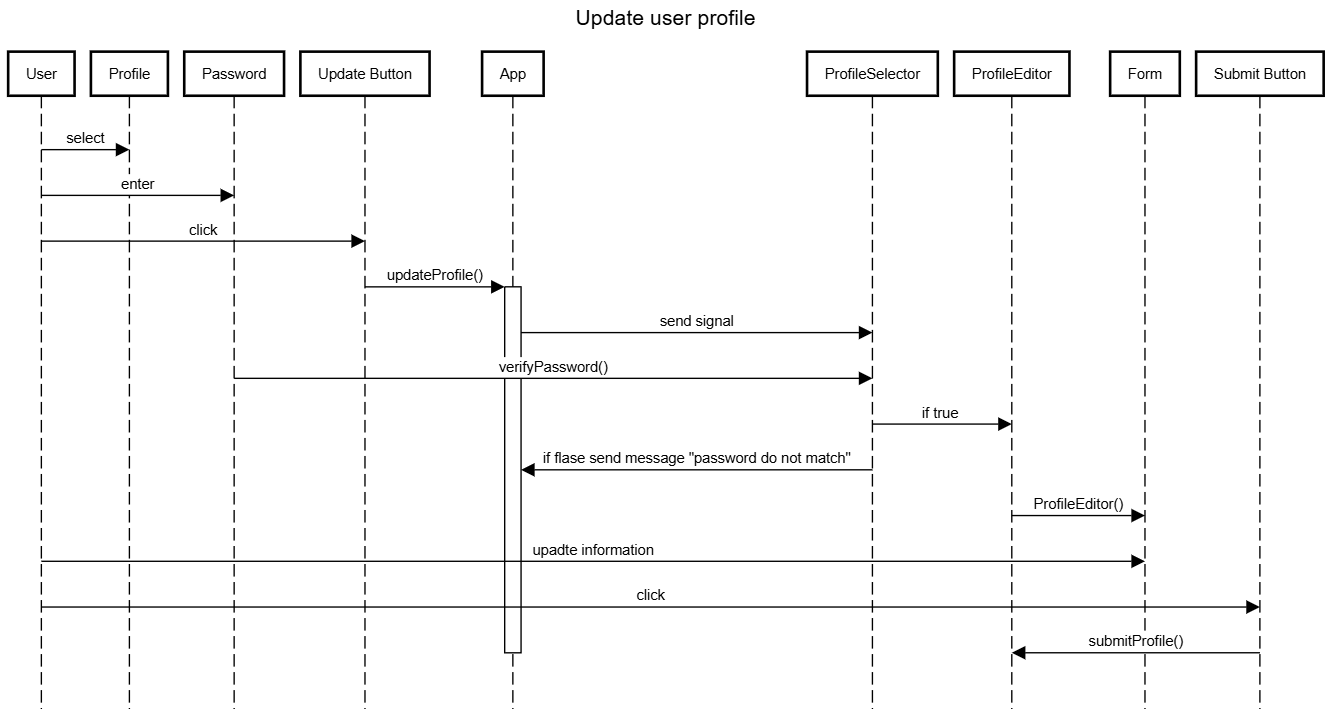 Update user profile
User
Profile
Password
Update Button
App
ProfileSelector
ProfileEditor
Form
Submit Button
select
enter
click
updateProfile()
send signal
verifyPassword()
if true
if flase send message "password do not match"
ProfileEditor()
upadte information
click
submitProfile()